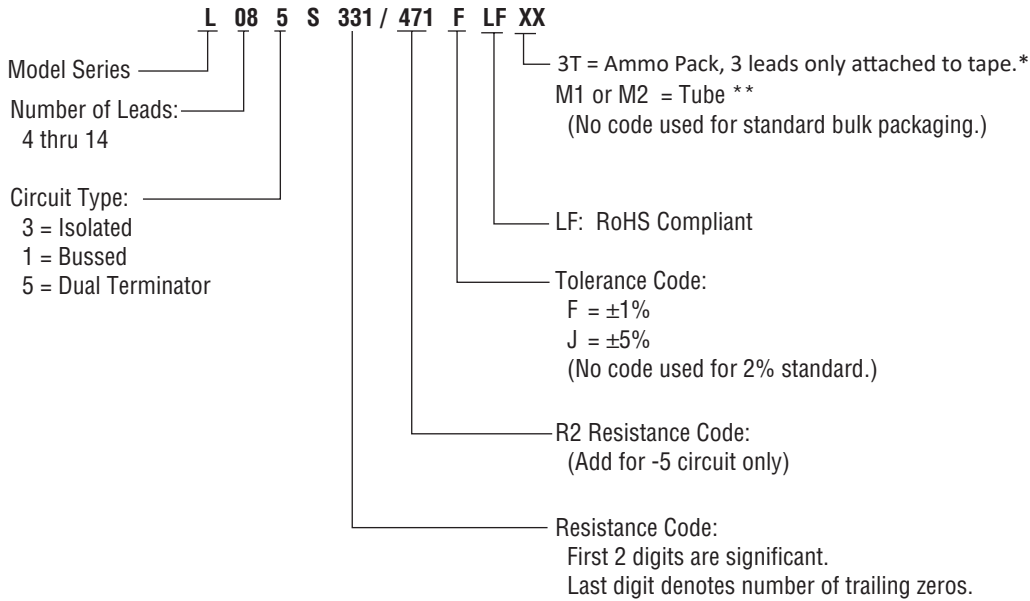 L 08 5 S 331 / 471 F LF XX
Model Series
Number of Leads:
4 thru 14
Circuit Type:
3 = Isolated
1 = Bussed
5 = Dual Terminator
3T = Ammo Pack, 3 leads only attached to tape.*
M1 or M2 = Tube **
(No code used for standard bulk packaging.)
LF: RoHS Compliant
Tolerance Code:
F = ±1%
J = ±5%
(No code used for 2% standard.)
R2 Resistance Code:
(Add for -5 circuit only)
Resistance Code:
First 2 digits are significant.
Last digit denotes number of trailing zeros.